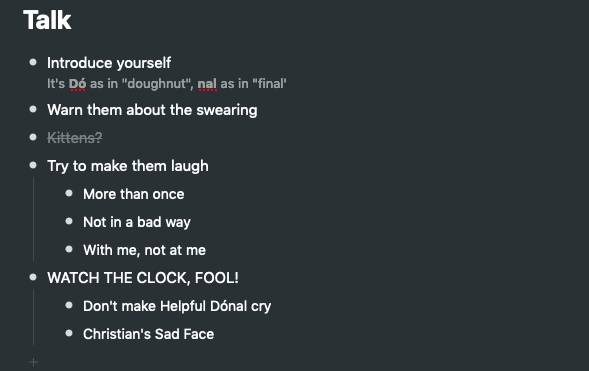 Talk
Introduce yourself
It's Dó as in "doughnut", nal as in "final'
Warn them about the swearing
Kittens?
Try to make them laugh
More than once
Not in a bad way
With me, not at me
WATCH THE CLOCK, FOOL!
Don't make Helpful Dónal cry
Christian's Sad Face
+